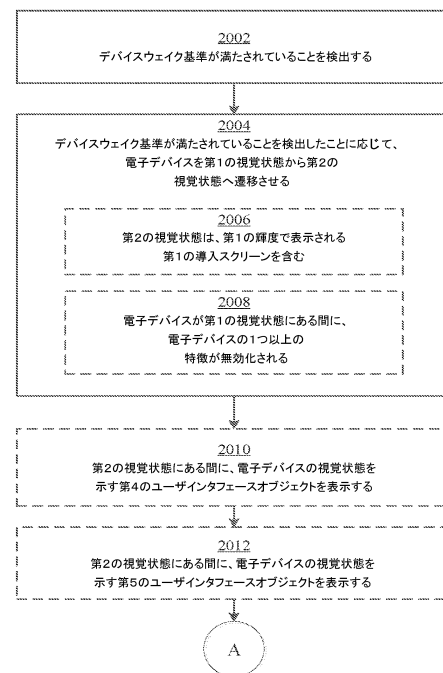 2002
デバイスウェイク基準が満たされていることを検出する
2004
デバイスウェイク基準が満たされていることを検出したことに応じて、
電子デバイスを第1の視覚状態から第2の
視覚状態へ遷移させる
2006
第2の視覚状態は、第1の輝度で表示される
第1の導入スクリーンを含む
2008
電子デバイスが第1の視覚状態にある間に、
電子デバイスの1つ以上の
特徴が無効化される
2010
第2の視覚状態にある間に、電子デバイスの視覚状態を
示す第4のユーザインタフェースオブジェクトを表示する
2012
第2の視覚状態にある間に、電子デバイスの視覚状態を
示す第5のユーザインタフェースオブジェクトを表示する
A